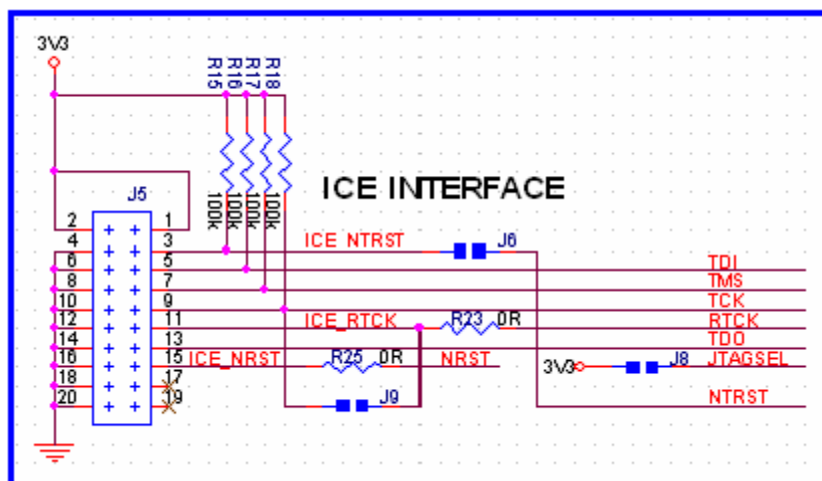 3V3
R15 R16 R17 R18
100k 100k 100k 100k
ICE INTERFACE
J5
2 1
4 3 ICE_NTRST J6
6 5 TDI
8 7 TMS
10 9 TCK
12 11 ICE_RTCK R23 0R RTCK
14 13 TDO
16 15 ICE_NRST R25 0R NRST 3V3 J8 JTAGSEL
18 17
20 19 J9 NTRST